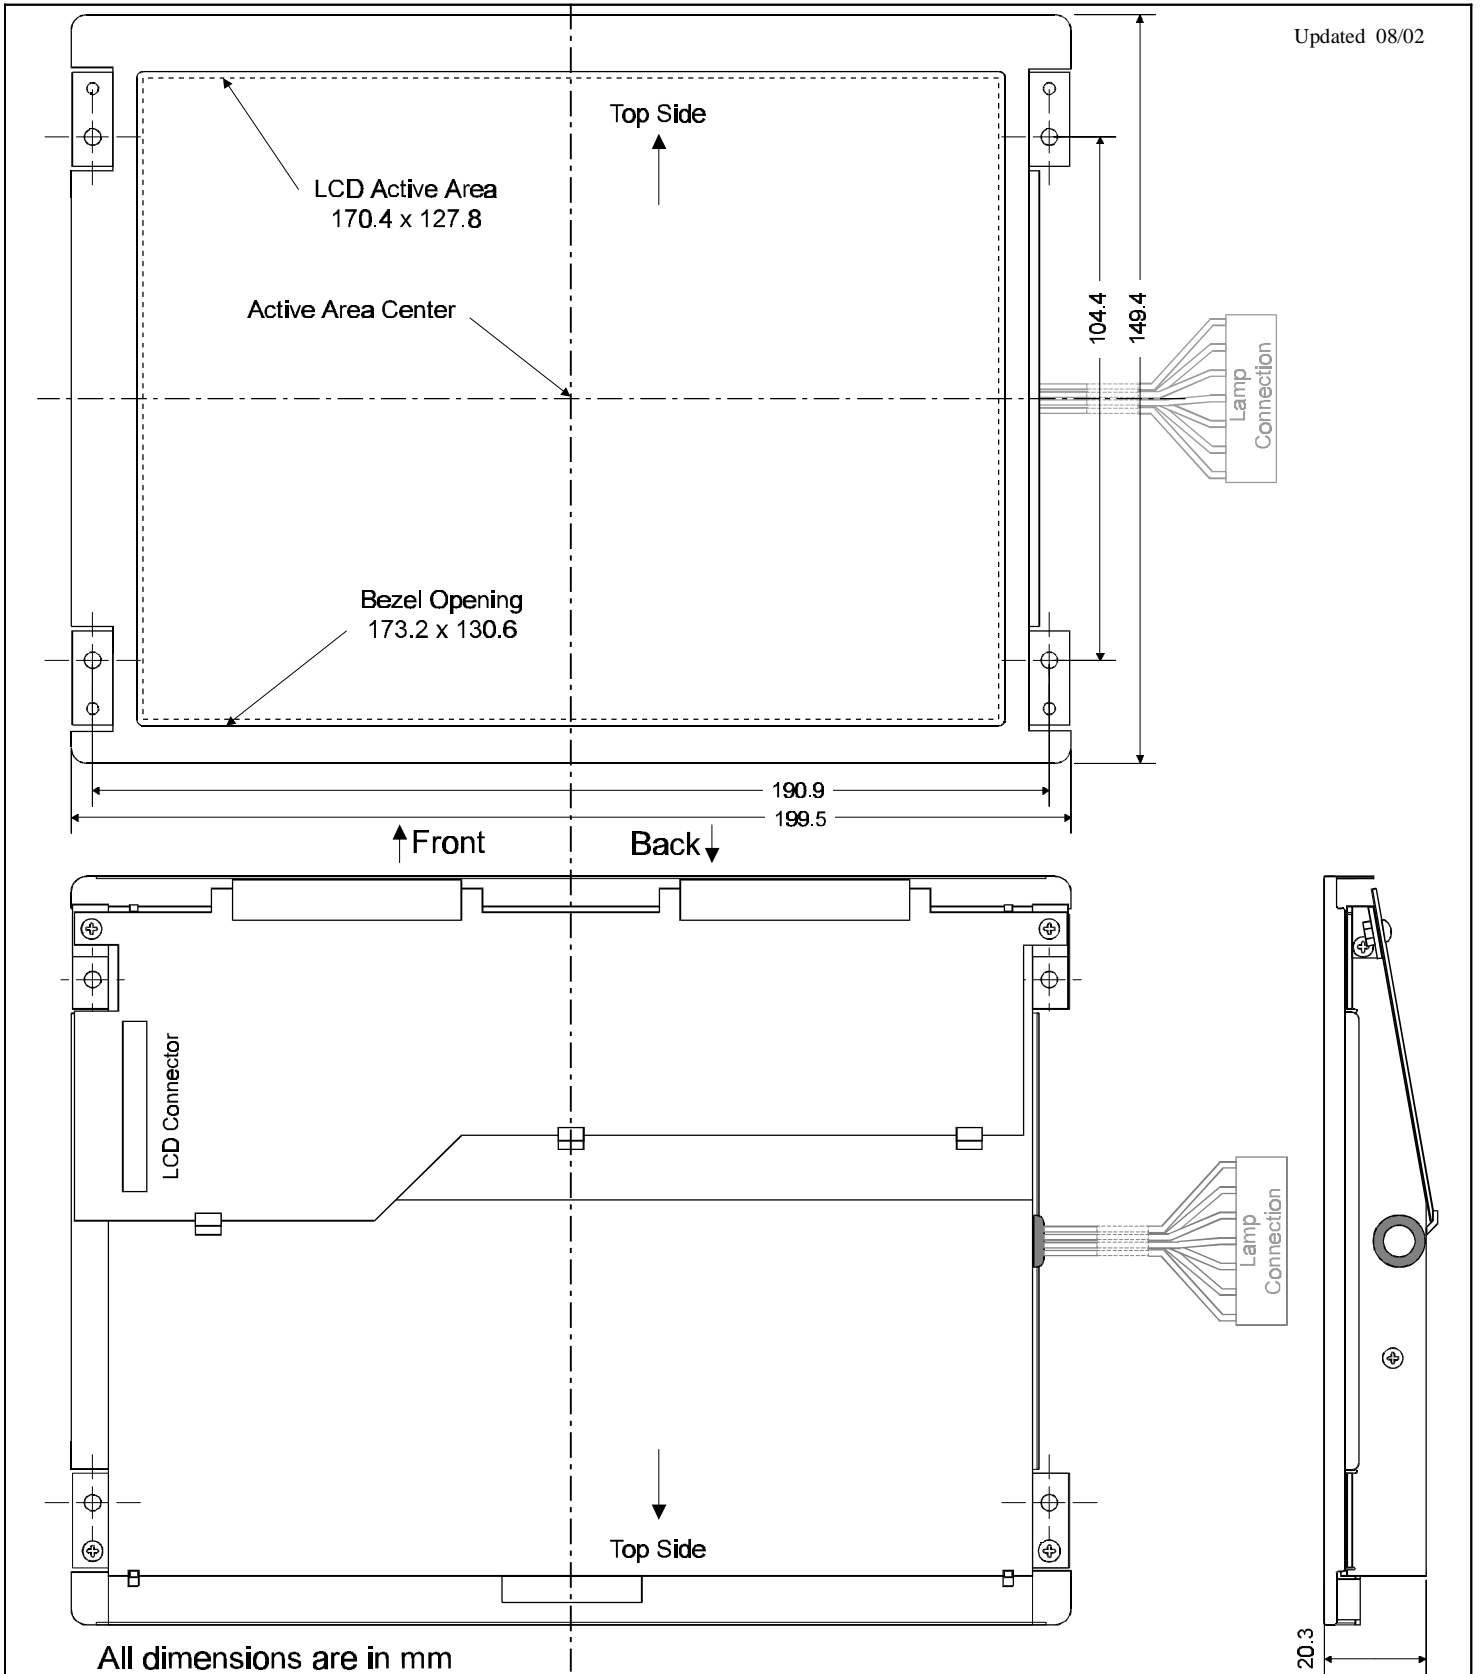 Updated 08/02
Top Side
LCD Active Area
170.4 x 127.8
Active Area Center
104.4
149.4
Lamp
Connection
Bezel Opening
173.2 x 130.6
190.9
199.5
Front
Back
LCD Connector
Lamp
Connection
Top Side
All dimensions are in mm
20.3